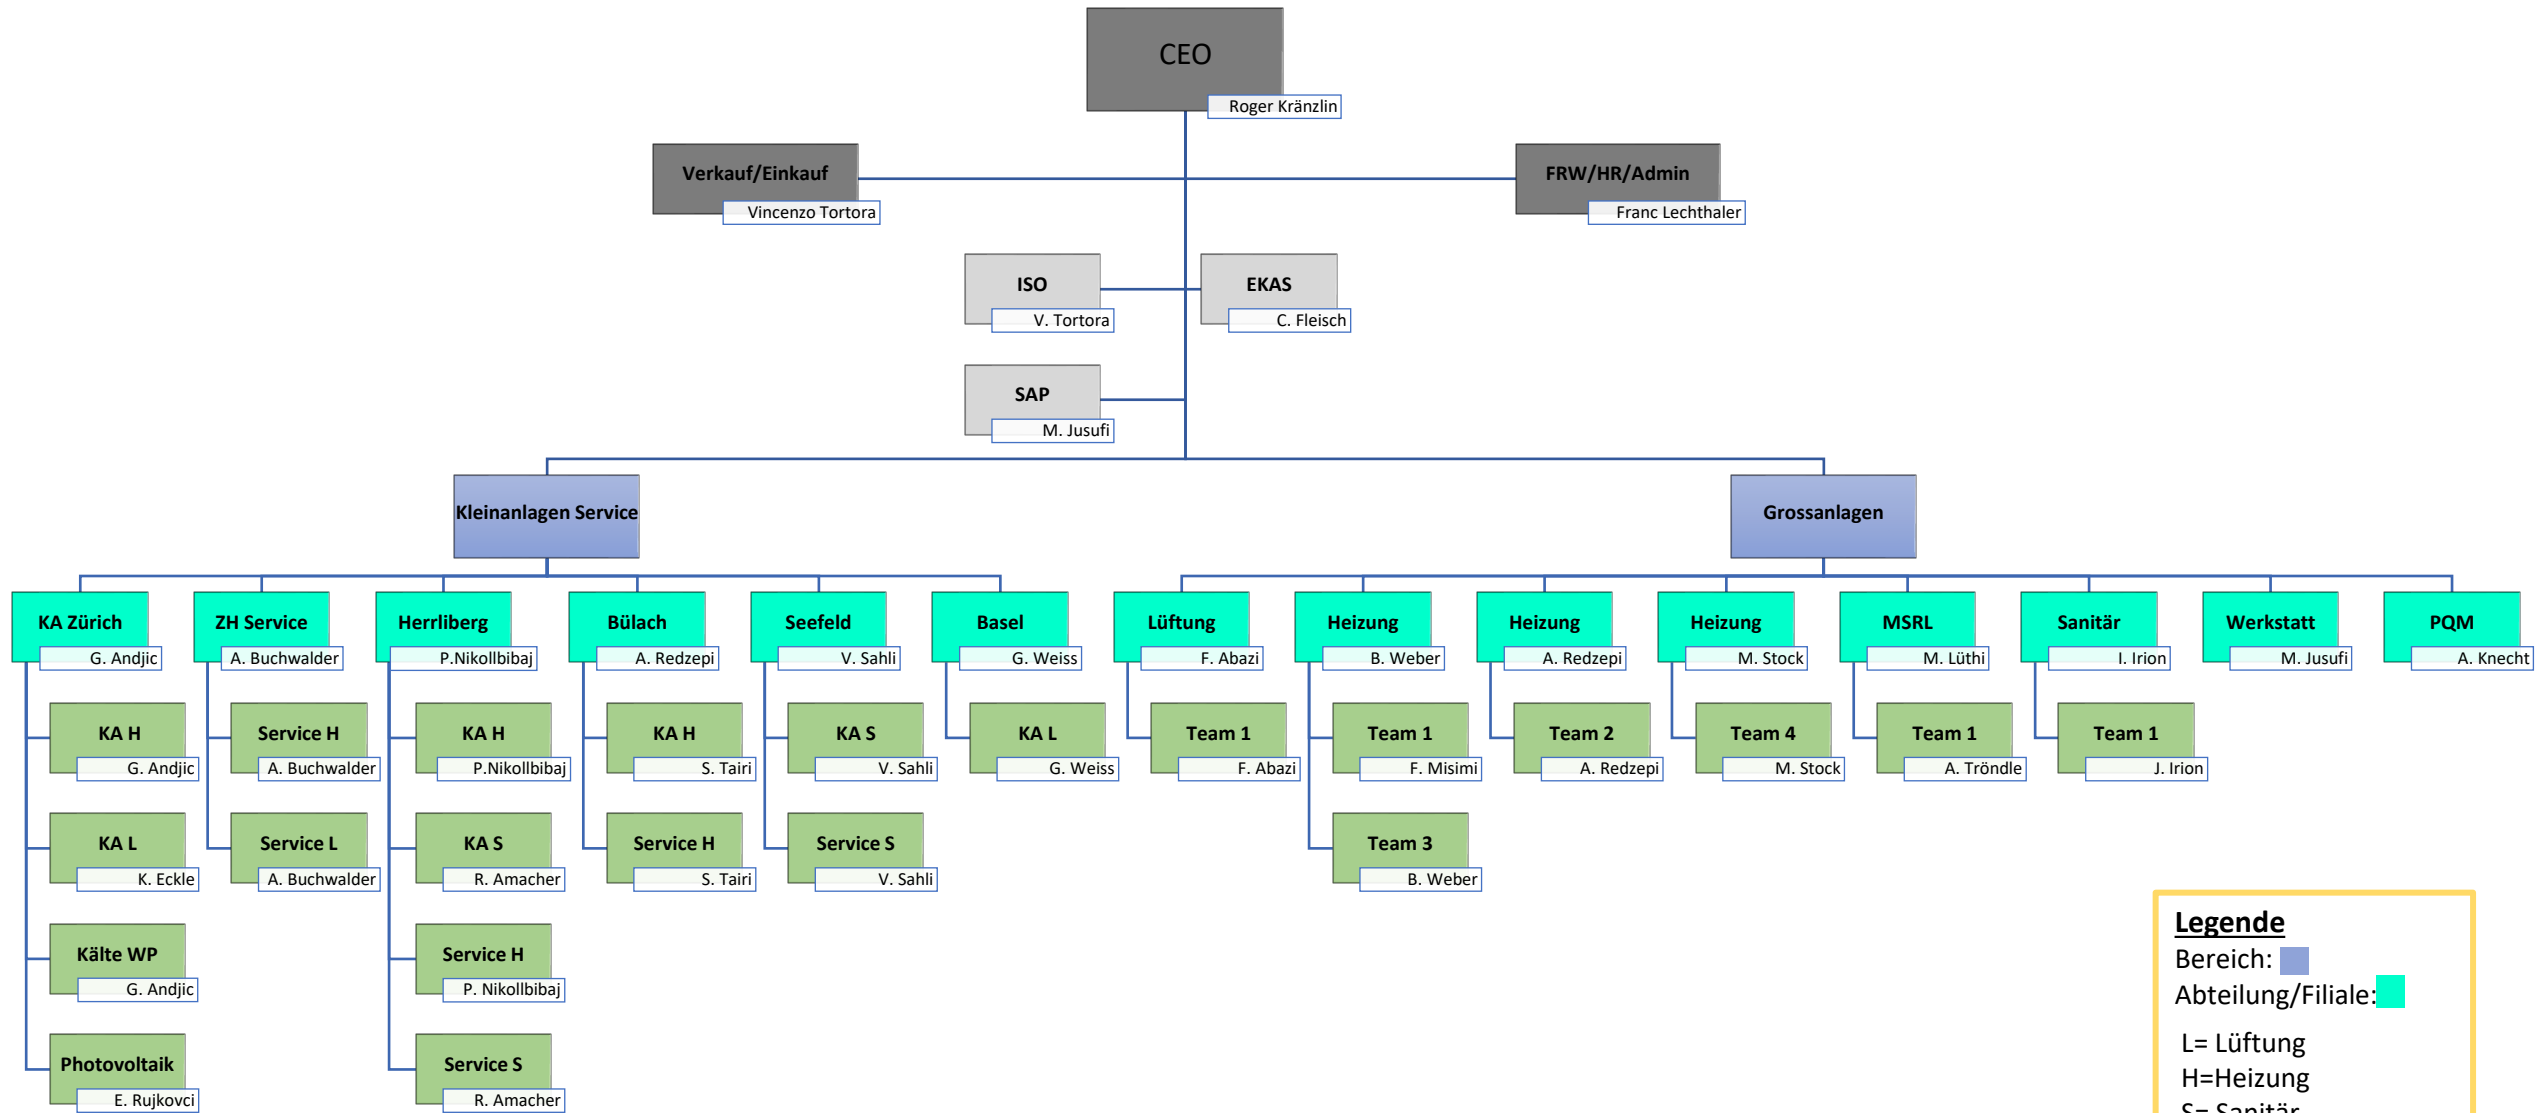 CEO
Roger Kränzlin
Verkauf/Einkauf
Vincenzo Tortora
FRW/HR/Admin
Franc Lechthaler
ISO
V. Tortora
EKAS
C. Fleisch
SAP
M. Jusufi
Kleinanlagen Service
Grossanlagen
KA Zürich
G. Andjic
ZH Service
A. Buchwalder
Herrliberg
P.Nikollbibaj
Bülach
A. Redzepi
Seefeld
V. Sahli
Basel
G. Weiss
Lüftung
F. Abazi
Heizung
B. Weber
Heizung
A. Redzepi
Heizung
M. Stock
MSRL
M. Lüthi
Sanitär
I. Irion
Werkstatt
M. Jusufi
PQM
A. Knecht
KA H
G. Andjic
Service H
A. Buchwalder
KA H
P.Nikollbibaj
KA H
S. Tairi
KA S
V. Sahli
KA L
G. Weiss
Team 1
F. Abazi
Team 1
F. Misimi
Team 2
A. Redzepi
Team 4
M. Stock
Team 1
A. Tröndle
Team 1
J. Irion
KA L
K. Eckle
Service L
A. Buchwalder
KA S
R. Amacher
Service H
S. Tairi
Service S
V. Sahli
Team 3
B. Weber
Kälte WP
G. Andjic
Service H
P. Nikollbibaj
Photovoltaik
E. Rujkovci
Service S
R. Amacher
Legende
Bereich:
Abteilung/Filiale:
L= Lüftung
H=Heizung
S= Sanitär